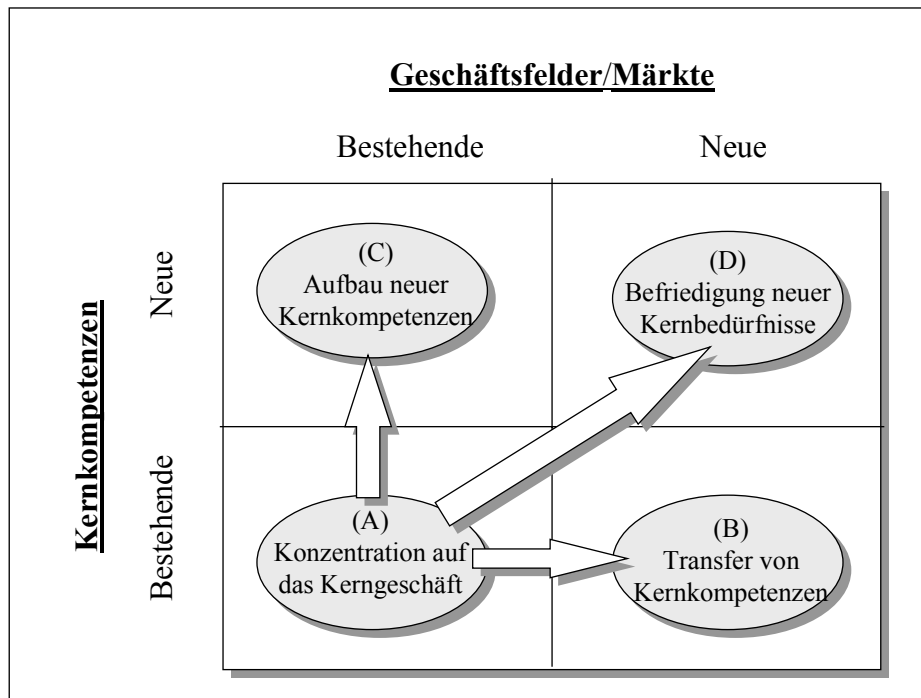 Geschäftsfelder/Märkte
Bestehende
Neue
Kernkompetenzen
Neue
Bestehende
(C)
Aufbau neuer
Kernkompetenzen
(D)
Befriedigung neuer
Kernbedürfnisse
(A)
Konzentration auf
das Kerngeschäft
(B)
Transfer von
Kernkompetenzen